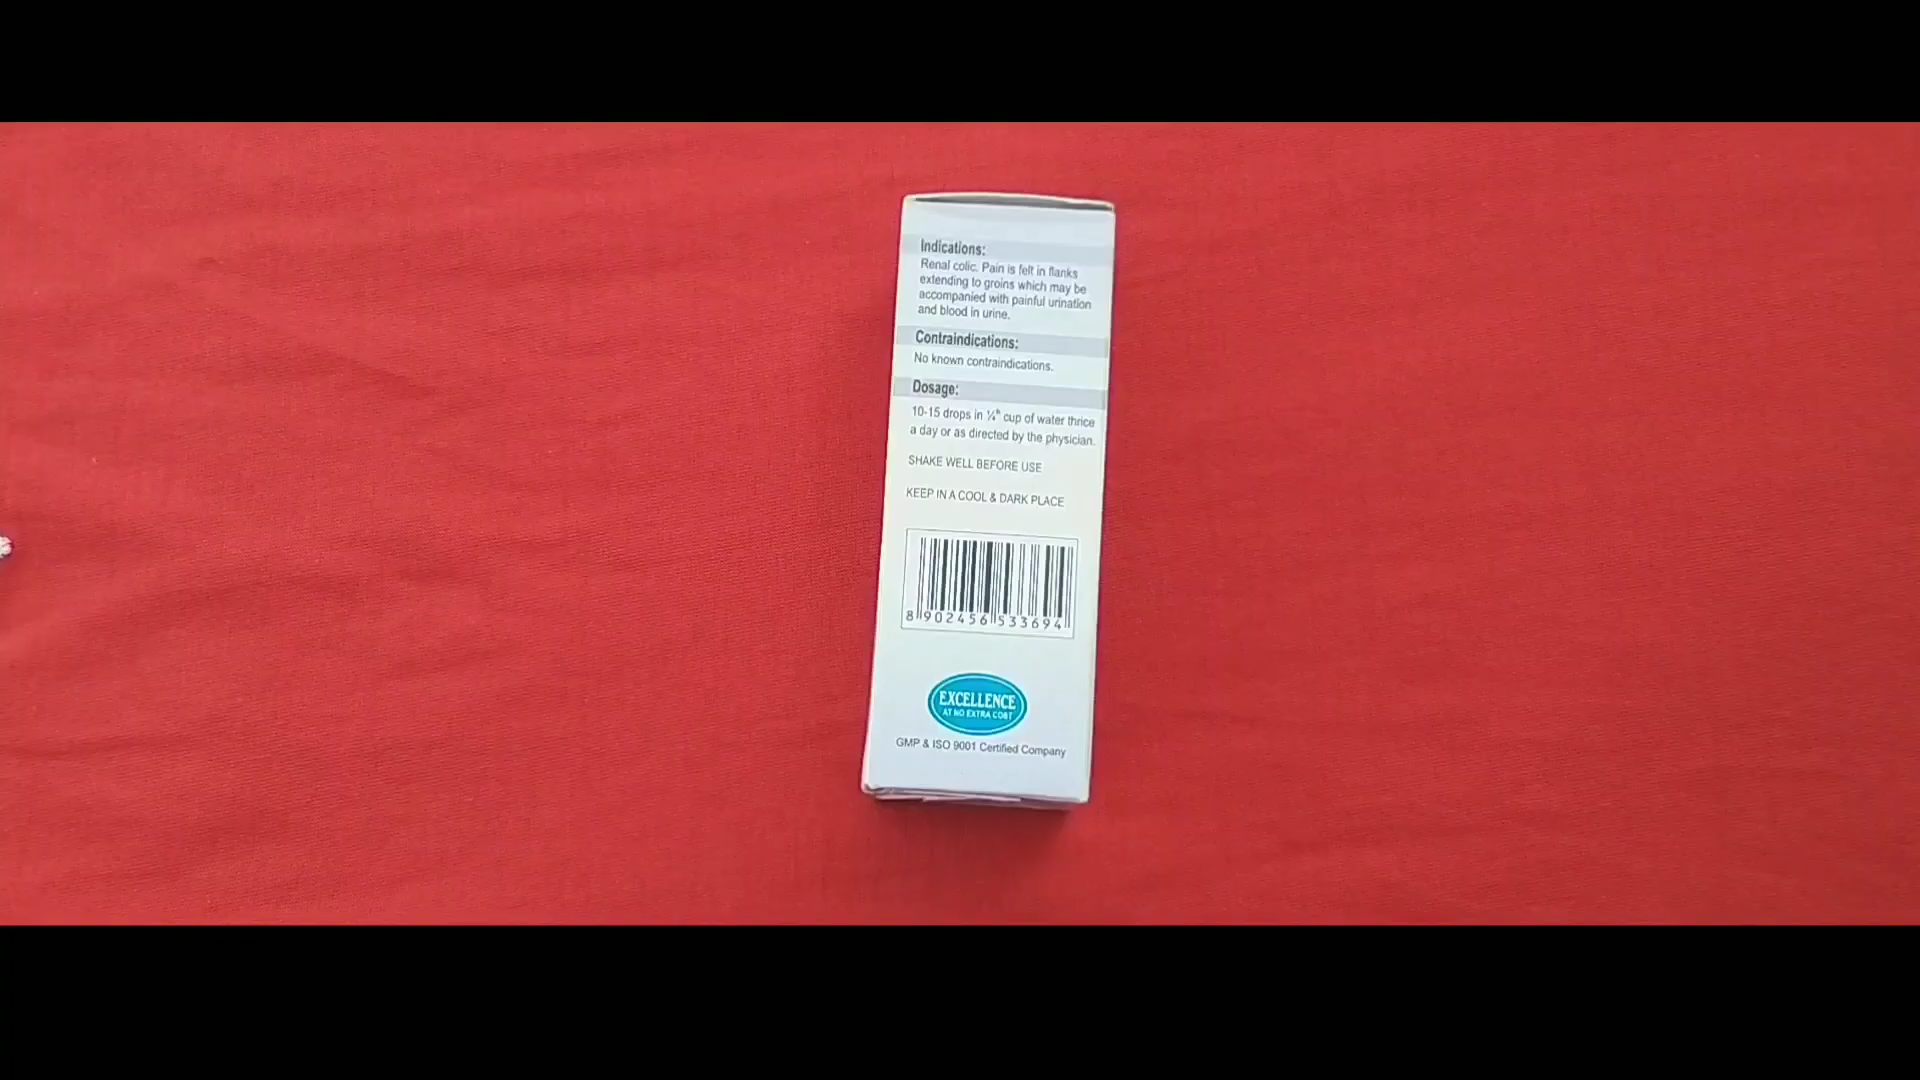 Indications:
Renal colic. Pain is felt in flanks
extending to groins which may be
accompanied with painful urination
and blood in urine.
Contraindications:
No known contraindications.
Dosage:
10-15 drops in ¼th cup of water thrice
a day or as directed by the physician.
SHAKE WELL BEFORE USE
KEEP IN A COOL & DARK PLACE
8 902456 533694
EXCELLENCE
AT NO EXTRA COST
GMP & ISO 9001 Certified Company